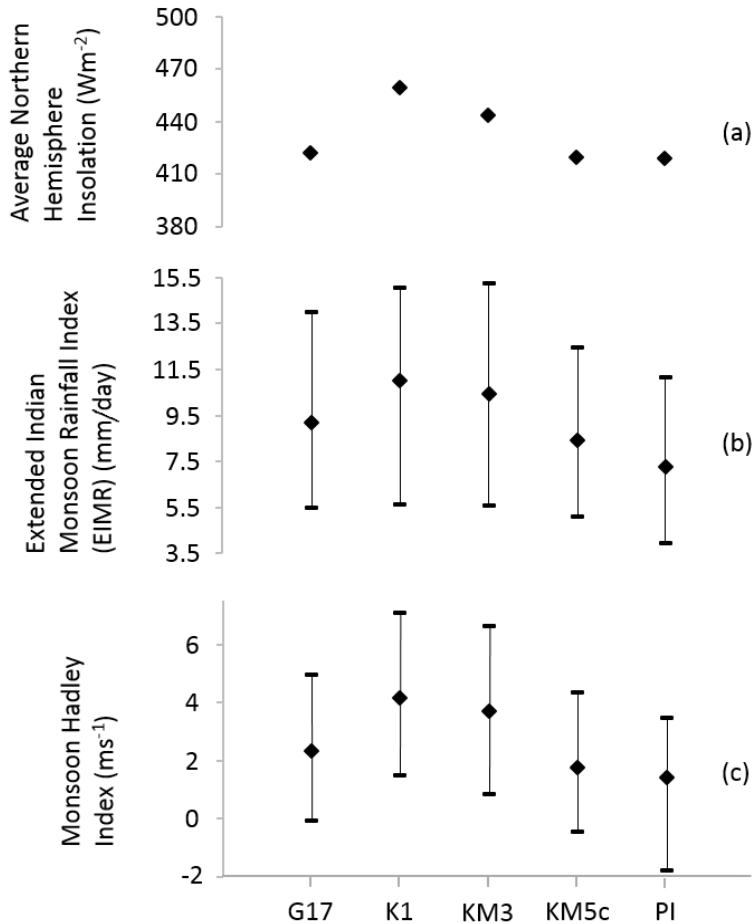 Average Northern
Hemisphere
Insolation (Wm⁻²)
500
470
440
410
380
(a)
Extended Indian
Monsoon Rainfall Index
(EIMR) (mm/day)
15.5
13.5
11.5
9.5
7.5
5.5
3.5
(b)
Monsoon Hadley
Index (ms⁻¹)
6
4
2
0
-2
(c)
G17 K1 KM3 KM5c PI